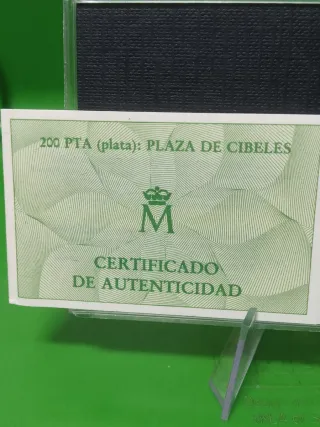 200 PTA (plata): PLAZA DE CIBELES
M
CERTIFICADO
DE AUTENTICIDAD